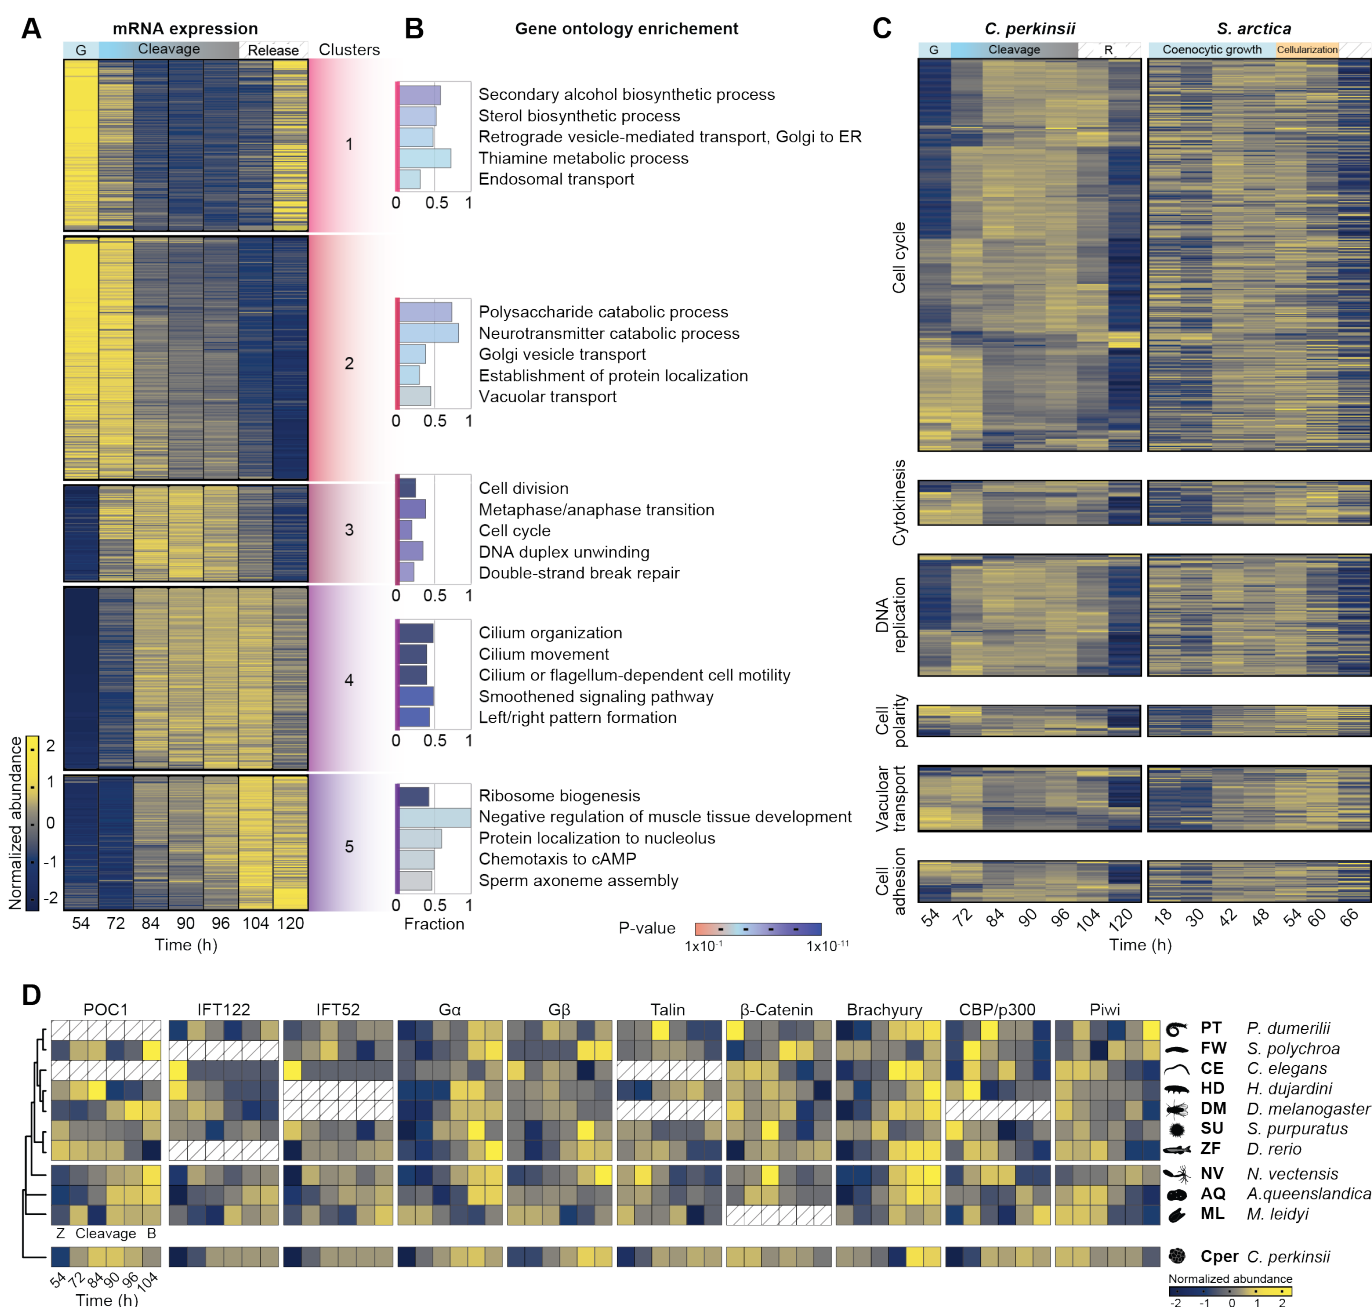 A
mRNA expression
G
Cleavage
Release
Clusters
1
2
3
4
5
Normalized abundance
2
1
0
-1
-2
54 72 84 90 96 104 120
Time (h)
B
Gene ontology enrichement
Secondary alcohol biosynthetic process
Sterol biosynthetic process
Retrograde vesicle-mediated transport, Golgi to ER
Thiamine metabolic process
Endosomal transport
0 0.5 1
Polysaccharide catabolic process
Neurotransmitter catabolic process
Golgi vesicle transport
Establishment of protein localization
Vacuolar transport
0 0.5 1
Cell division
Metaphase/anaphase transition
Cell cycle
DNA duplex unwinding
Double-strand break repair
0 0.5 1
Cilium organization
Cilium movement
Cilium or flagellum-dependent cell motility
Smoothened signaling pathway
Left/right pattern formation
0 0.5 1
Ribosome biogenesis
Negative regulation of muscle tissue development
Protein localization to nucleolus
Chemotaxis to cAMP
Sperm axoneme assembly
0 0.5 1
Fraction
P-value
1x10⁻¹ 1x10⁻¹¹
C
C. perkinsii
S. arctica
G
Cleavage
R
Coenocytic growth
Cellularization
Cell cycle
Cytokinesis
DNA
replication
Cell
polarity
Vaculoar
transport
Cell
adhesion
54 72 84 90 96 104 120
18 30 42 48 54 60 66
Time (h)
Time (h)
D
POC1 IFT122 IFT52 Gα Gβ Talin β-Catenin Brachyury CBP/p300 Piwi
PT P. dumerilii
FW S. polychroa
CE C. elegans
HD H. dujardini
DM D. melanogaster
SU S. purpuratus
ZF D. rerio
NV N. vectensis
AQ A.queenslandica
ML M. leidyi
Z Cleavage B
Cper C. perkinsii
54 72 84 90 96 104
Time (h)
Normalized abundance
-2 -1 0 1 2